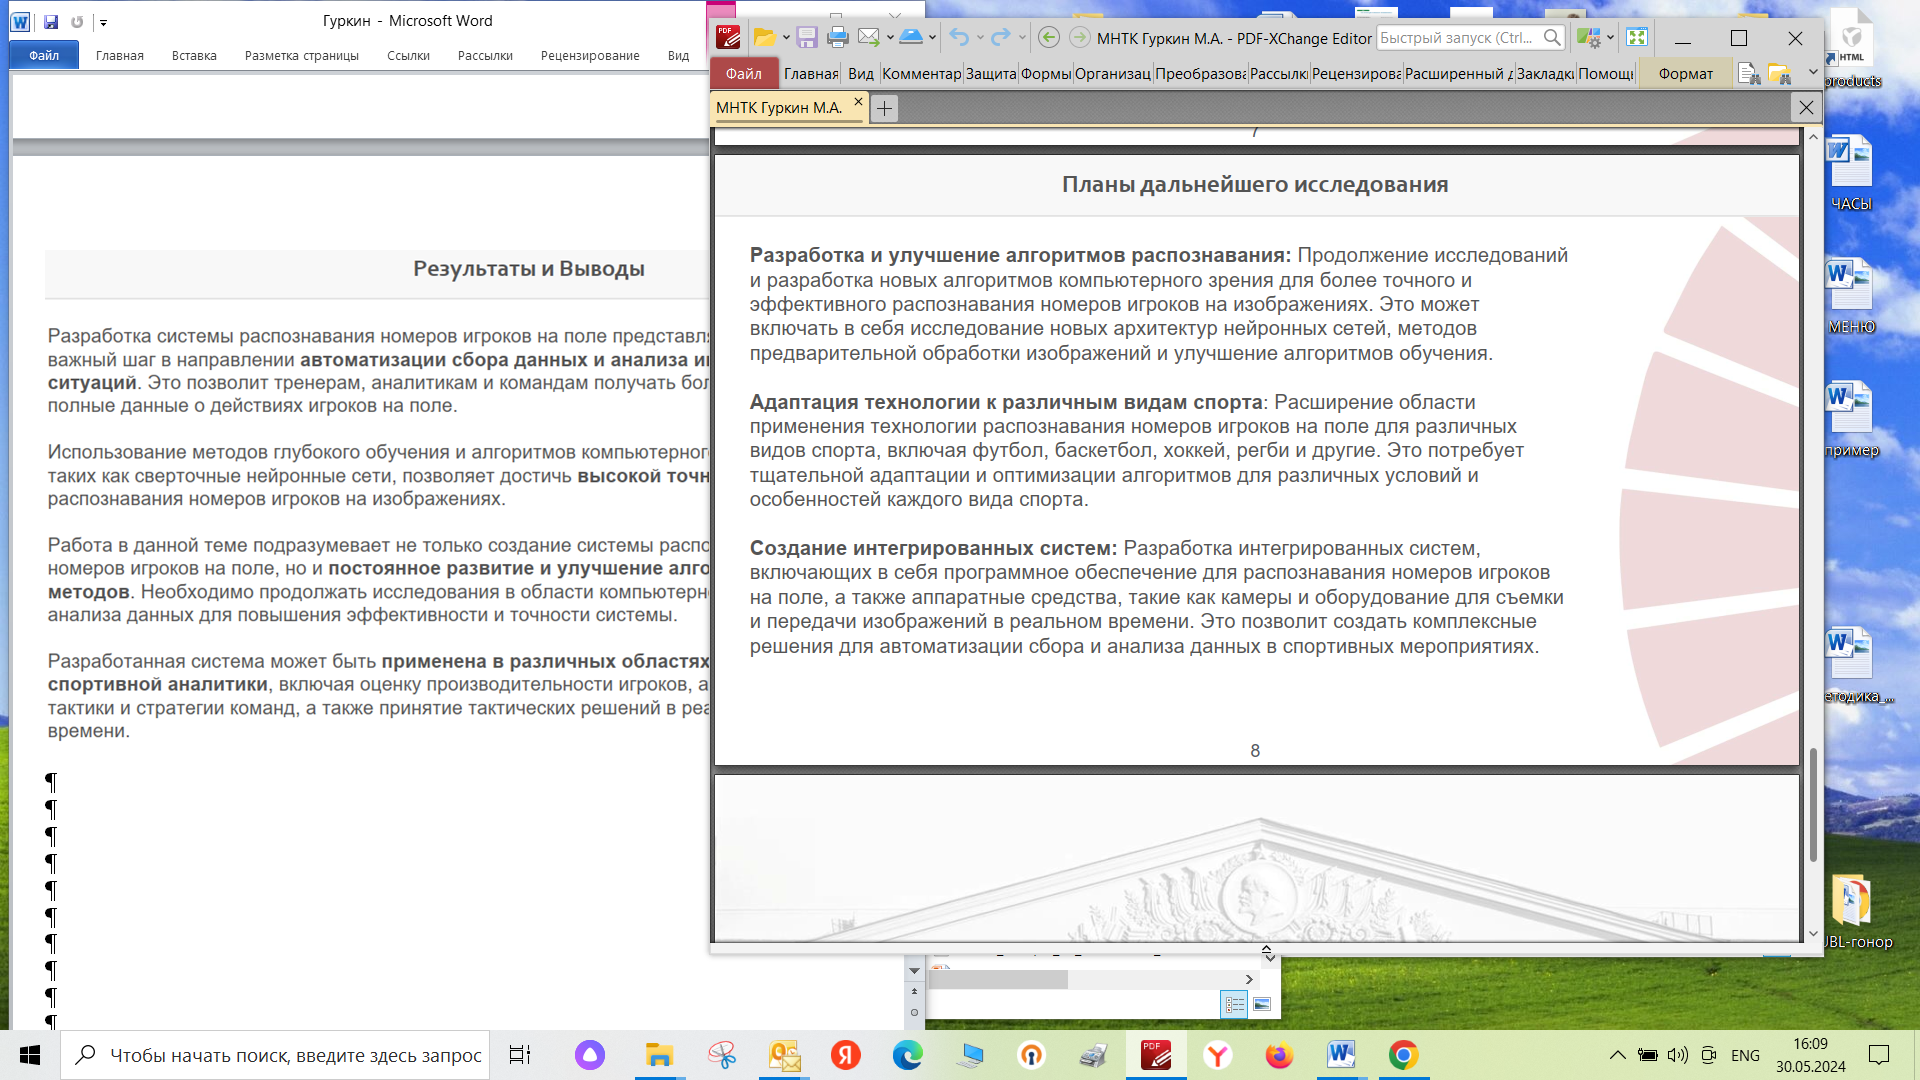 Гуркин - Microsoft Word
Файл
Главная
Вставка
Разметка страницы
Ссылки
Рассылки
Рецензирование
Вид
Результаты и Выводы
Разработка системы распознавания номеров игроков на поле
важный шаг в направлении автоматизации сбора данных и анализа
ситуаций. Это позволит тренерам, аналитикам и командам получать
полные данные о действиях игроков на поле.
Использование методов глубокого обучения и алгоритмов
таких как сверточные нейронные сети, позволяет достичь высокой
распознавания номеров игроков на изображениях.
Работа в данной теме подразумевает не только создание системы
номеров игроков на поле, но и постоянное развитие и улучшение
методов. Необходимо продолжать исследования в области
анализа данных для повышения эффективности и точности системы.
Разработанная система может быть применена в различных областях
спортивной аналитики, включая оценку производительности игроков,
тактики и стратегии команд, а также принятие тактических решений в
времени.
МНТК Гуркин М.А. - PDF-XChange Editor
Быстрый запуск (Ctrl...
Файл
Главная
Вид
Комментар
Защита
Формы
Организац
Преобразова
Рассылк
Рецензирова
Расширенный
Закладк
Помощ
Формат
МНТК Гуркин М.А.
7
Планы дальнейшего исследования
Разработка и улучшение алгоритмов распознавания: Продолжение исследований
и разработка новых алгоритмов компьютерного зрения для более точного и
эффективного распознавания номеров игроков на изображениях. Это может
включать в себя исследование новых архитектур нейронных сетей, методов
предварительной обработки изображений и улучшение алгоритмов обучения.
Адаптация технологии к различным видам спорта: Расширение области
применения технологии распознавания номеров игроков на поле для различных
видов спорта, включая футбол, баскетбол, хоккей, регби и другие. Это потребует
тщательной адаптации и оптимизации алгоритмов для различных условий и
особенностей каждого вида спорта.
Создание интегрированных систем: Разработка интегрированных систем,
включающих в себя программное обеспечение для распознавания номеров игроков
на поле, а также аппаратные средства, такие как камеры и оборудование для съемки
и передачи изображений в реальном времени. Это позволит создать комплексные
решения для автоматизации сбора и анализа данных в спортивных мероприятиях.
8
HTML
products
ЧАСЫ
МЕНЮ
пример
етодика_...
JBL-гонор
Чтобы начать поиск, введите здесь запрос
ENG
16:09
30.05.2024